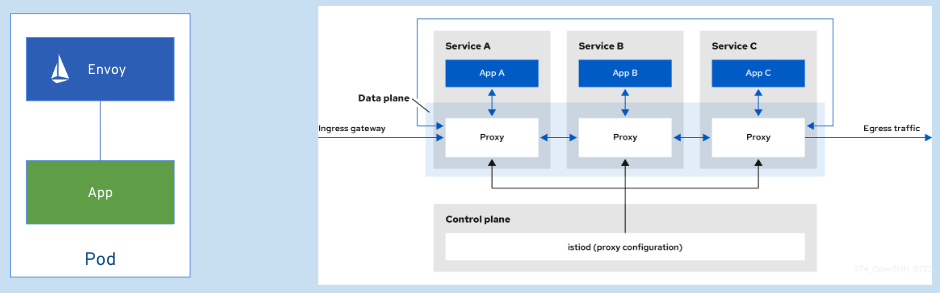 Envoy
App
Pod
Service A
Service B
Service C
App A
App B
App C
Data plane
Ingress gateway
Proxy
Proxy
Proxy
Egress traffic
Control plane
istiod (proxy configuration)